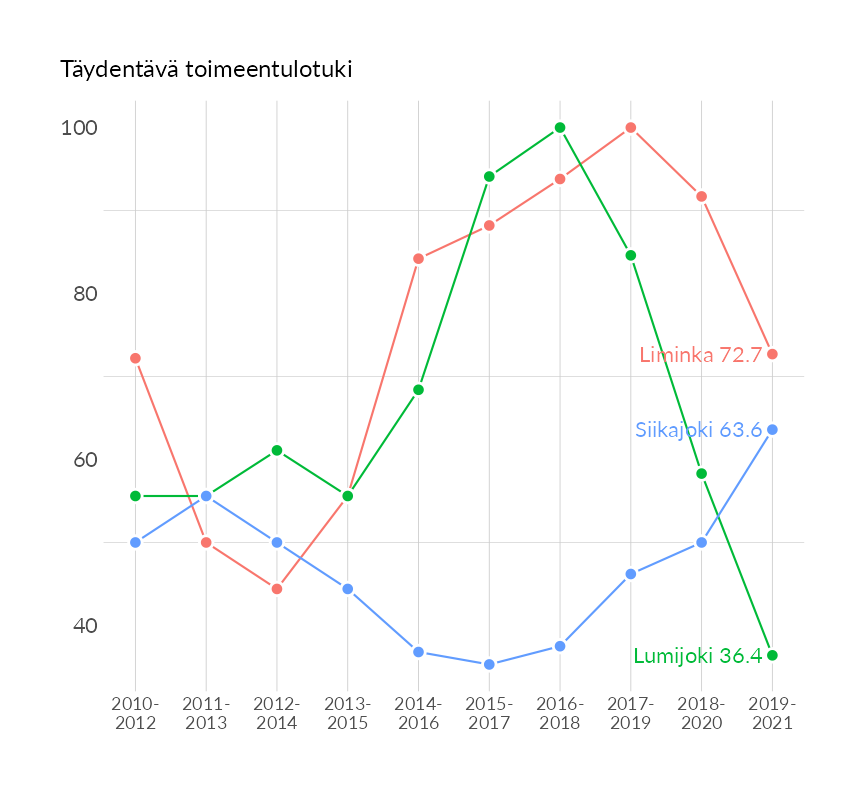 Täydentävä toimeentulotuki
100
80
60
40
Liminka 72.7
Siikajoki 63.6
Lumijoki 36.4
2010- 2011- 2012- 2013- 2014- 2015- 2016- 2017- 2018- 2019-
2012 2013 2014 2015 2016 2017 2018 2019 2020 2021